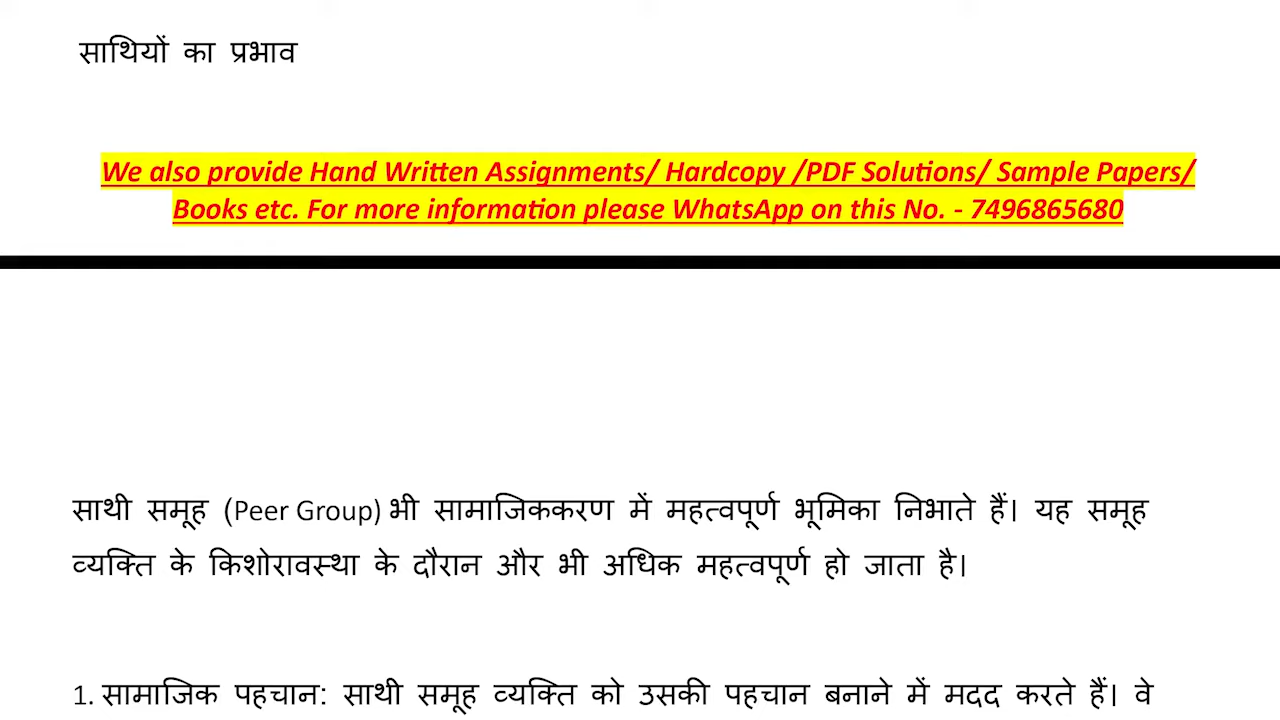 साथियों का प्रभाव
We also provide Hand Written Assignments/ Hardcopy /PDF Solutions/ Sample Papers/
Books etc. For more information please WhatsApp on this No. - 7496865680
साथी समूह (Peer Group) भी सामाजिककरण में महत्वपूर्ण भूमिका निभाते हैं। यह समूह
व्यक्ति के किशोरावस्था के दौरान और भी अधिक महत्वपूर्ण हो जाता है।
1. सामाजिक पहचान: साथी समूह व्यक्ति को उसकी पहचान बनाने में मदद करते हैं। वे